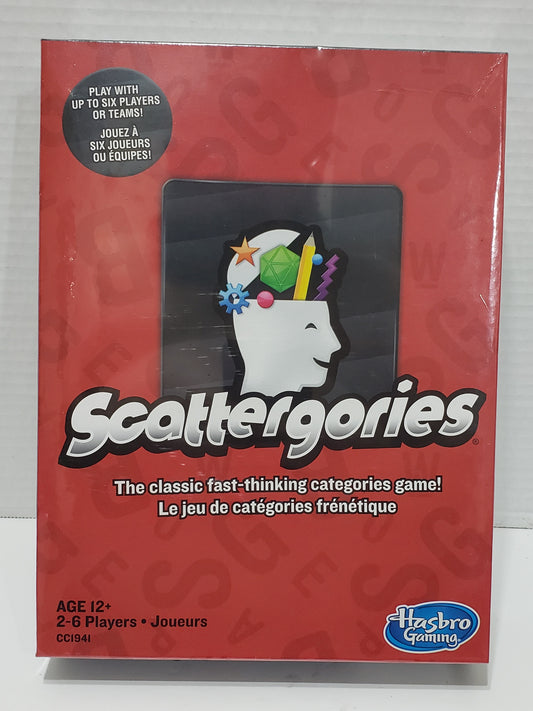 PLAY WITH
UP TO SIX PLAYERS
OR TEAMS!
JOUEZ À
SIX JOUEURS
OU ÉQUIPES!
Scattergories®
The classic fast-thinking categories game!
Le jeu de catégories frénétique
AGE 12+
2-6 Players • Joueurs
CC1941
Hasbro
Gaming